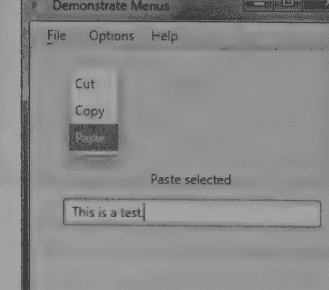 Demonstrate Menus
File Options Help
Cut
Copy
Paste
Paste selected
This is a test.